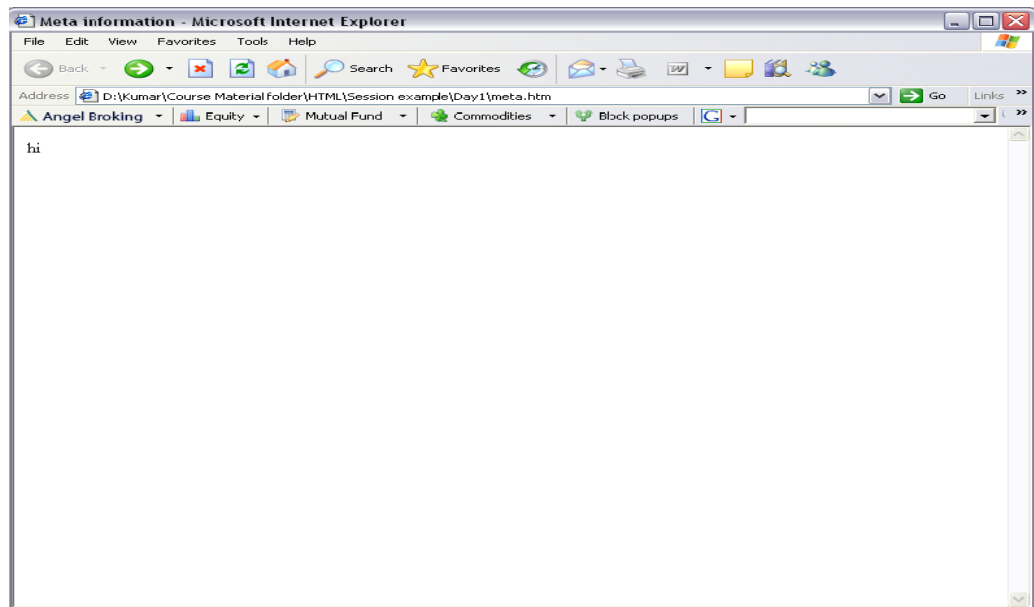 Meta information - Microsoft Internet Explorer
File Edit View Favorites Tools Help
Back Search Favorites W
Address D:\Kumar\Course Material folder\HTML\Session example\Day1\meta.htm Go Links »
Angel Broking Equity Mutual Fund Commodities Block popups G »
hi